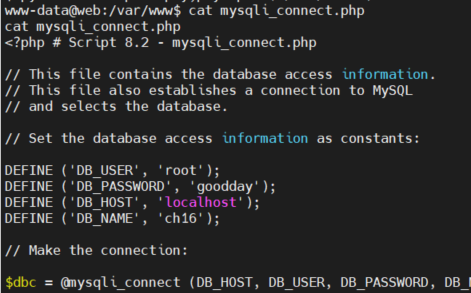 www-data@web:/var/www$ cat mysqli_connect.php
cat mysqli_connect.php
<?php # Script 8.2 - mysqli_connect.php
// This file contains the database access information.
// This file also establishes a connection to MySQL
// and selects the database.
// Set the database access information as constants:
DEFINE ('DB_USER', 'root');
DEFINE ('DB_PASSWORD', 'goodday');
DEFINE ('DB_HOST', 'localhost');
DEFINE ('DB_NAME', 'ch16');
// Make the connection:
$dbc = @mysqli_connect (DB_HOST, DB_USER, DB_PASSWORD, DB_